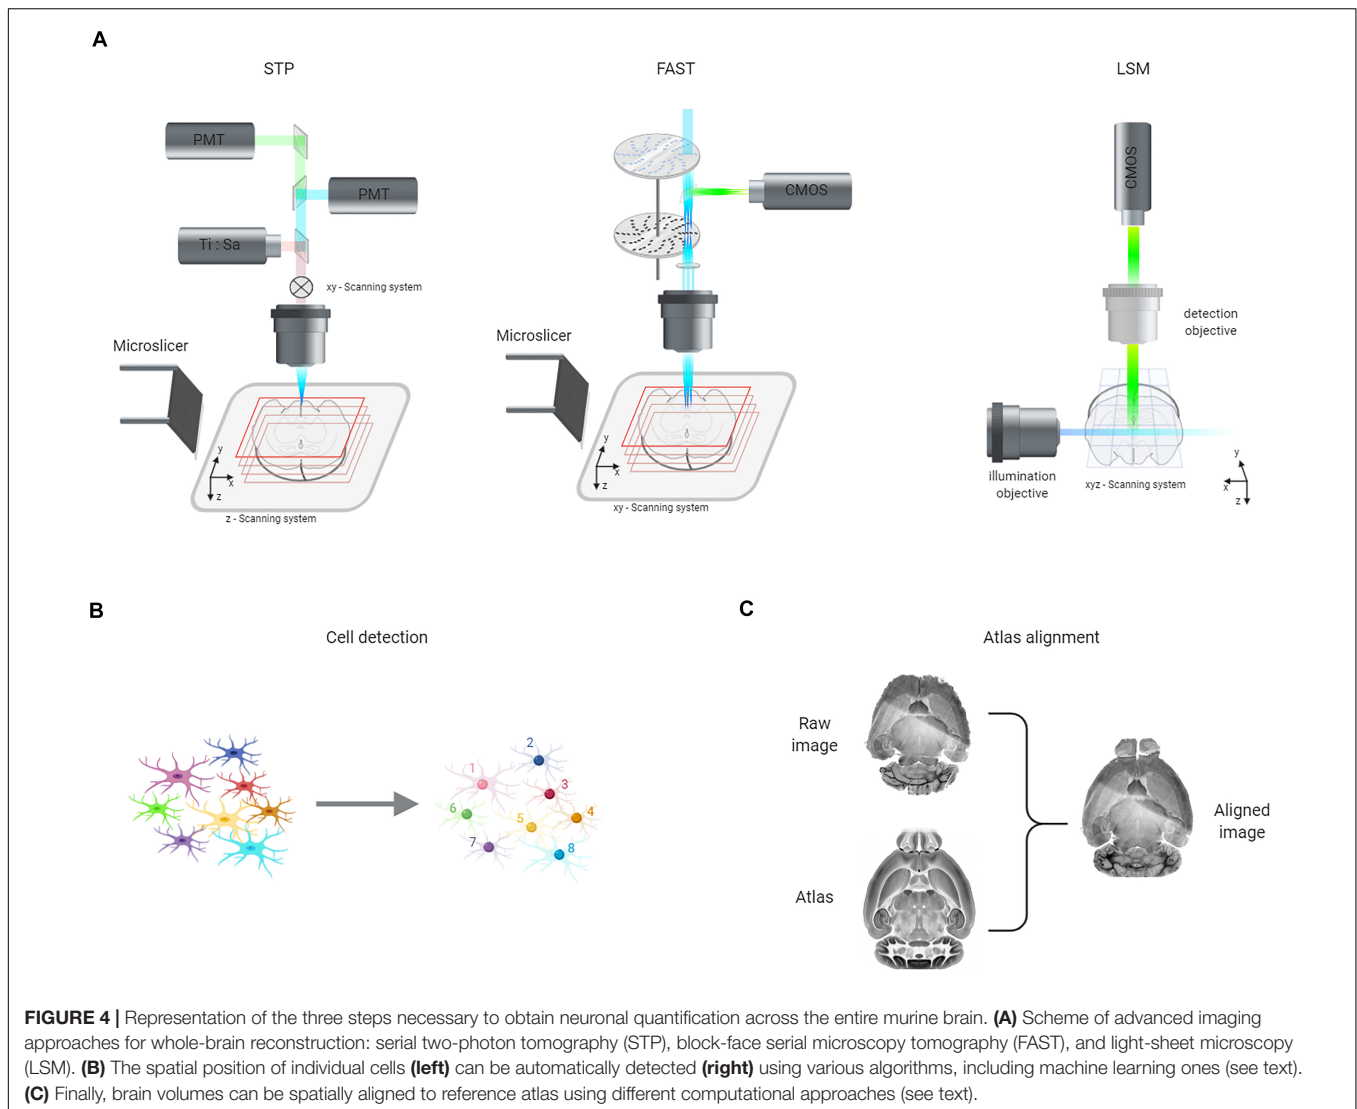 A
STP
FAST
LSM
PMT
PMT
Ti : Sa
xy - Scanning system
Microslicer
y
x
z
z - Scanning system
CMOS
Microslicer
y
x
z
xy - Scanning system
CMOS
detection
objective
illumination
objective
xyz - Scanning system
y
x
z
B
Cell detection
1
2
3
4
5
6
7
8
C
Atlas alignment
Raw
image
Atlas
Aligned
image
FIGURE 4 | Representation of the three steps necessary to obtain neuronal quantification across the entire murine brain. (A) Scheme of advanced imaging
approaches for whole-brain reconstruction: serial two-photon tomography (STP), block-face serial microscopy tomography (FAST), and light-sheet microscopy
(LSM). (B) The spatial position of individual cells (left) can be automatically detected (right) using various algorithms, including machine learning ones (see text).
(C) Finally, brain volumes can be spatially aligned to reference atlas using different computational approaches (see text).